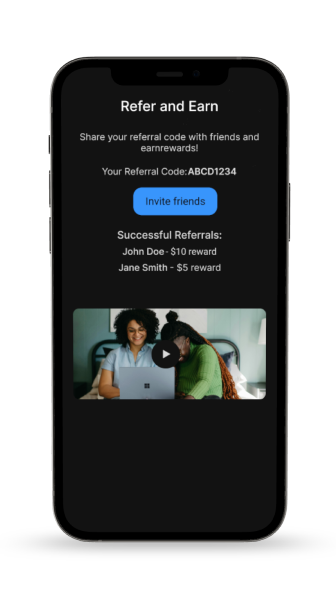 Refer and Earn
Share your referral code with friends and
earnrewards!
Your Referral Code:ABCD1234
Invite friends
Successful Referrals:
John Doe- $10 reward
Jane Smith - $5 reward